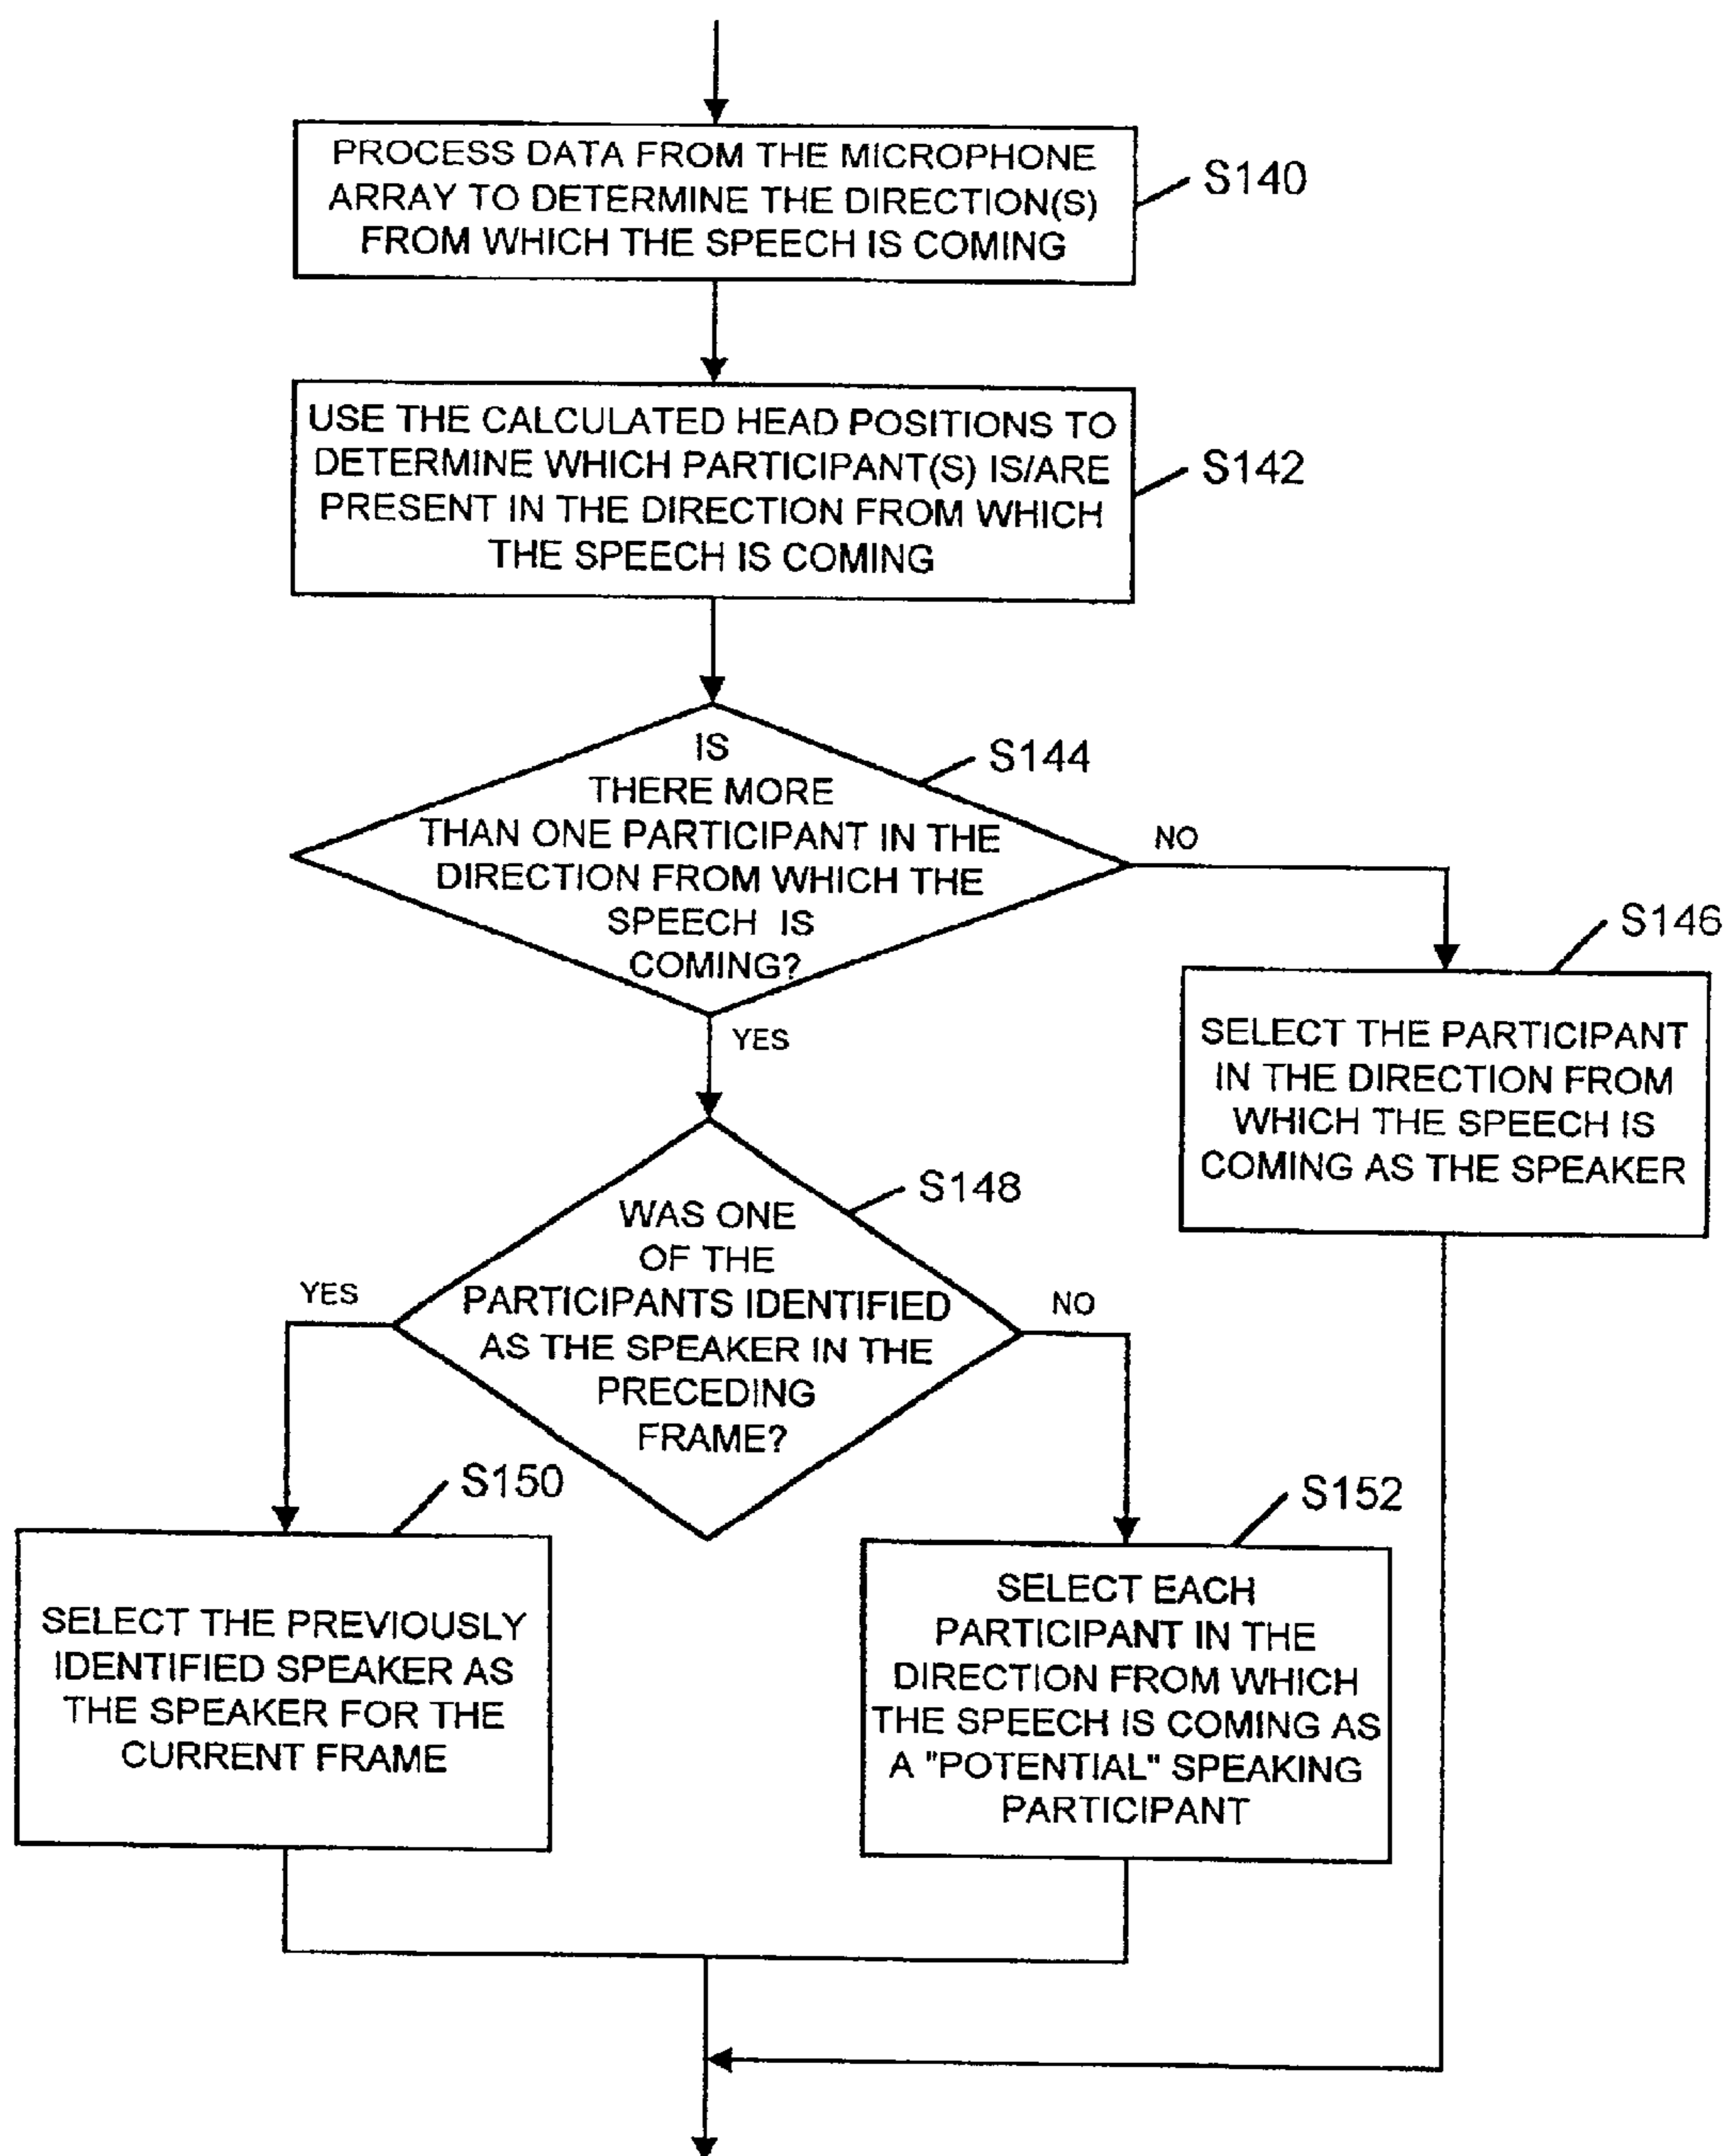 PROCESS DATA FROM THE MICROPHONE
ARRAY TO DETERMINE THE DIRECTION(S)
FROM WHICH THE SPEECH IS COMING
S140
USE THE CALCULATED HEAD POSITIONS TO
DETERMINE WHICH PARTICIPANT(S) IS/ARE
PRESENT IN THE DIRECTION FROM WHICH
THE SPEECH IS COMING
S142
IS
THERE MORE
THAN ONE PARTICIPANT IN THE
DIRECTION FROM WHICH THE
SPEECH IS
COMING?
S144
NO
YES
S146
SELECT THE PARTICIPANT
IN THE DIRECTION FROM
WHICH THE SPEECH IS
COMING AS THE SPEAKER
WAS ONE
OF THE
PARTICIPANTS IDENTIFIED
AS THE SPEAKER IN THE
PRECEDING
FRAME?
S148
YES
NO
S150
SELECT THE PREVIOUSLY
IDENTIFIED SPEAKER AS
THE SPEAKER FOR THE
CURRENT FRAME
S152
SELECT EACH
PARTICIPANT IN THE
DIRECTION FROM WHICH
THE SPEECH IS COMING AS
A "POTENTIAL" SPEAKING
PARTICIPANT